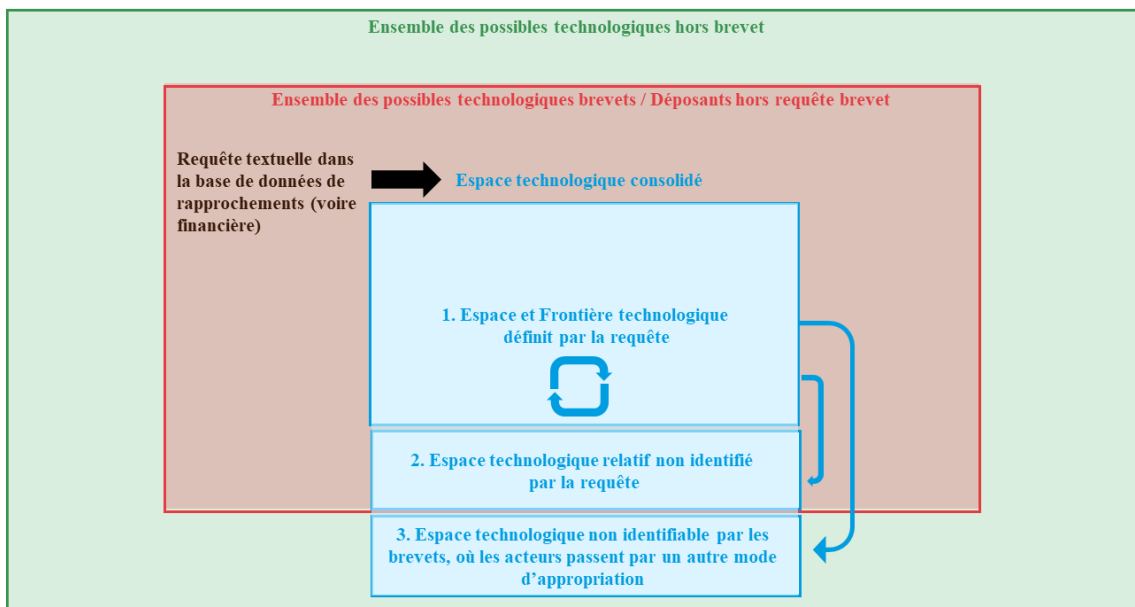 Ensemble des possibles technologiques hors brevet
Ensemble des possibles technologiques brevets / Déposants hors requête brevet
Requête textuelle dans
la base de données de
rapprochements (voire
financière)
Espace technologique consolidé
1. Espace et Frontière technologique
définit par la requête
2. Espace technologique relatif non identifié
par la requête
3. Espace technologique non identifiable par les
brevets, où les acteurs passent par un autre mode
d’appropriation